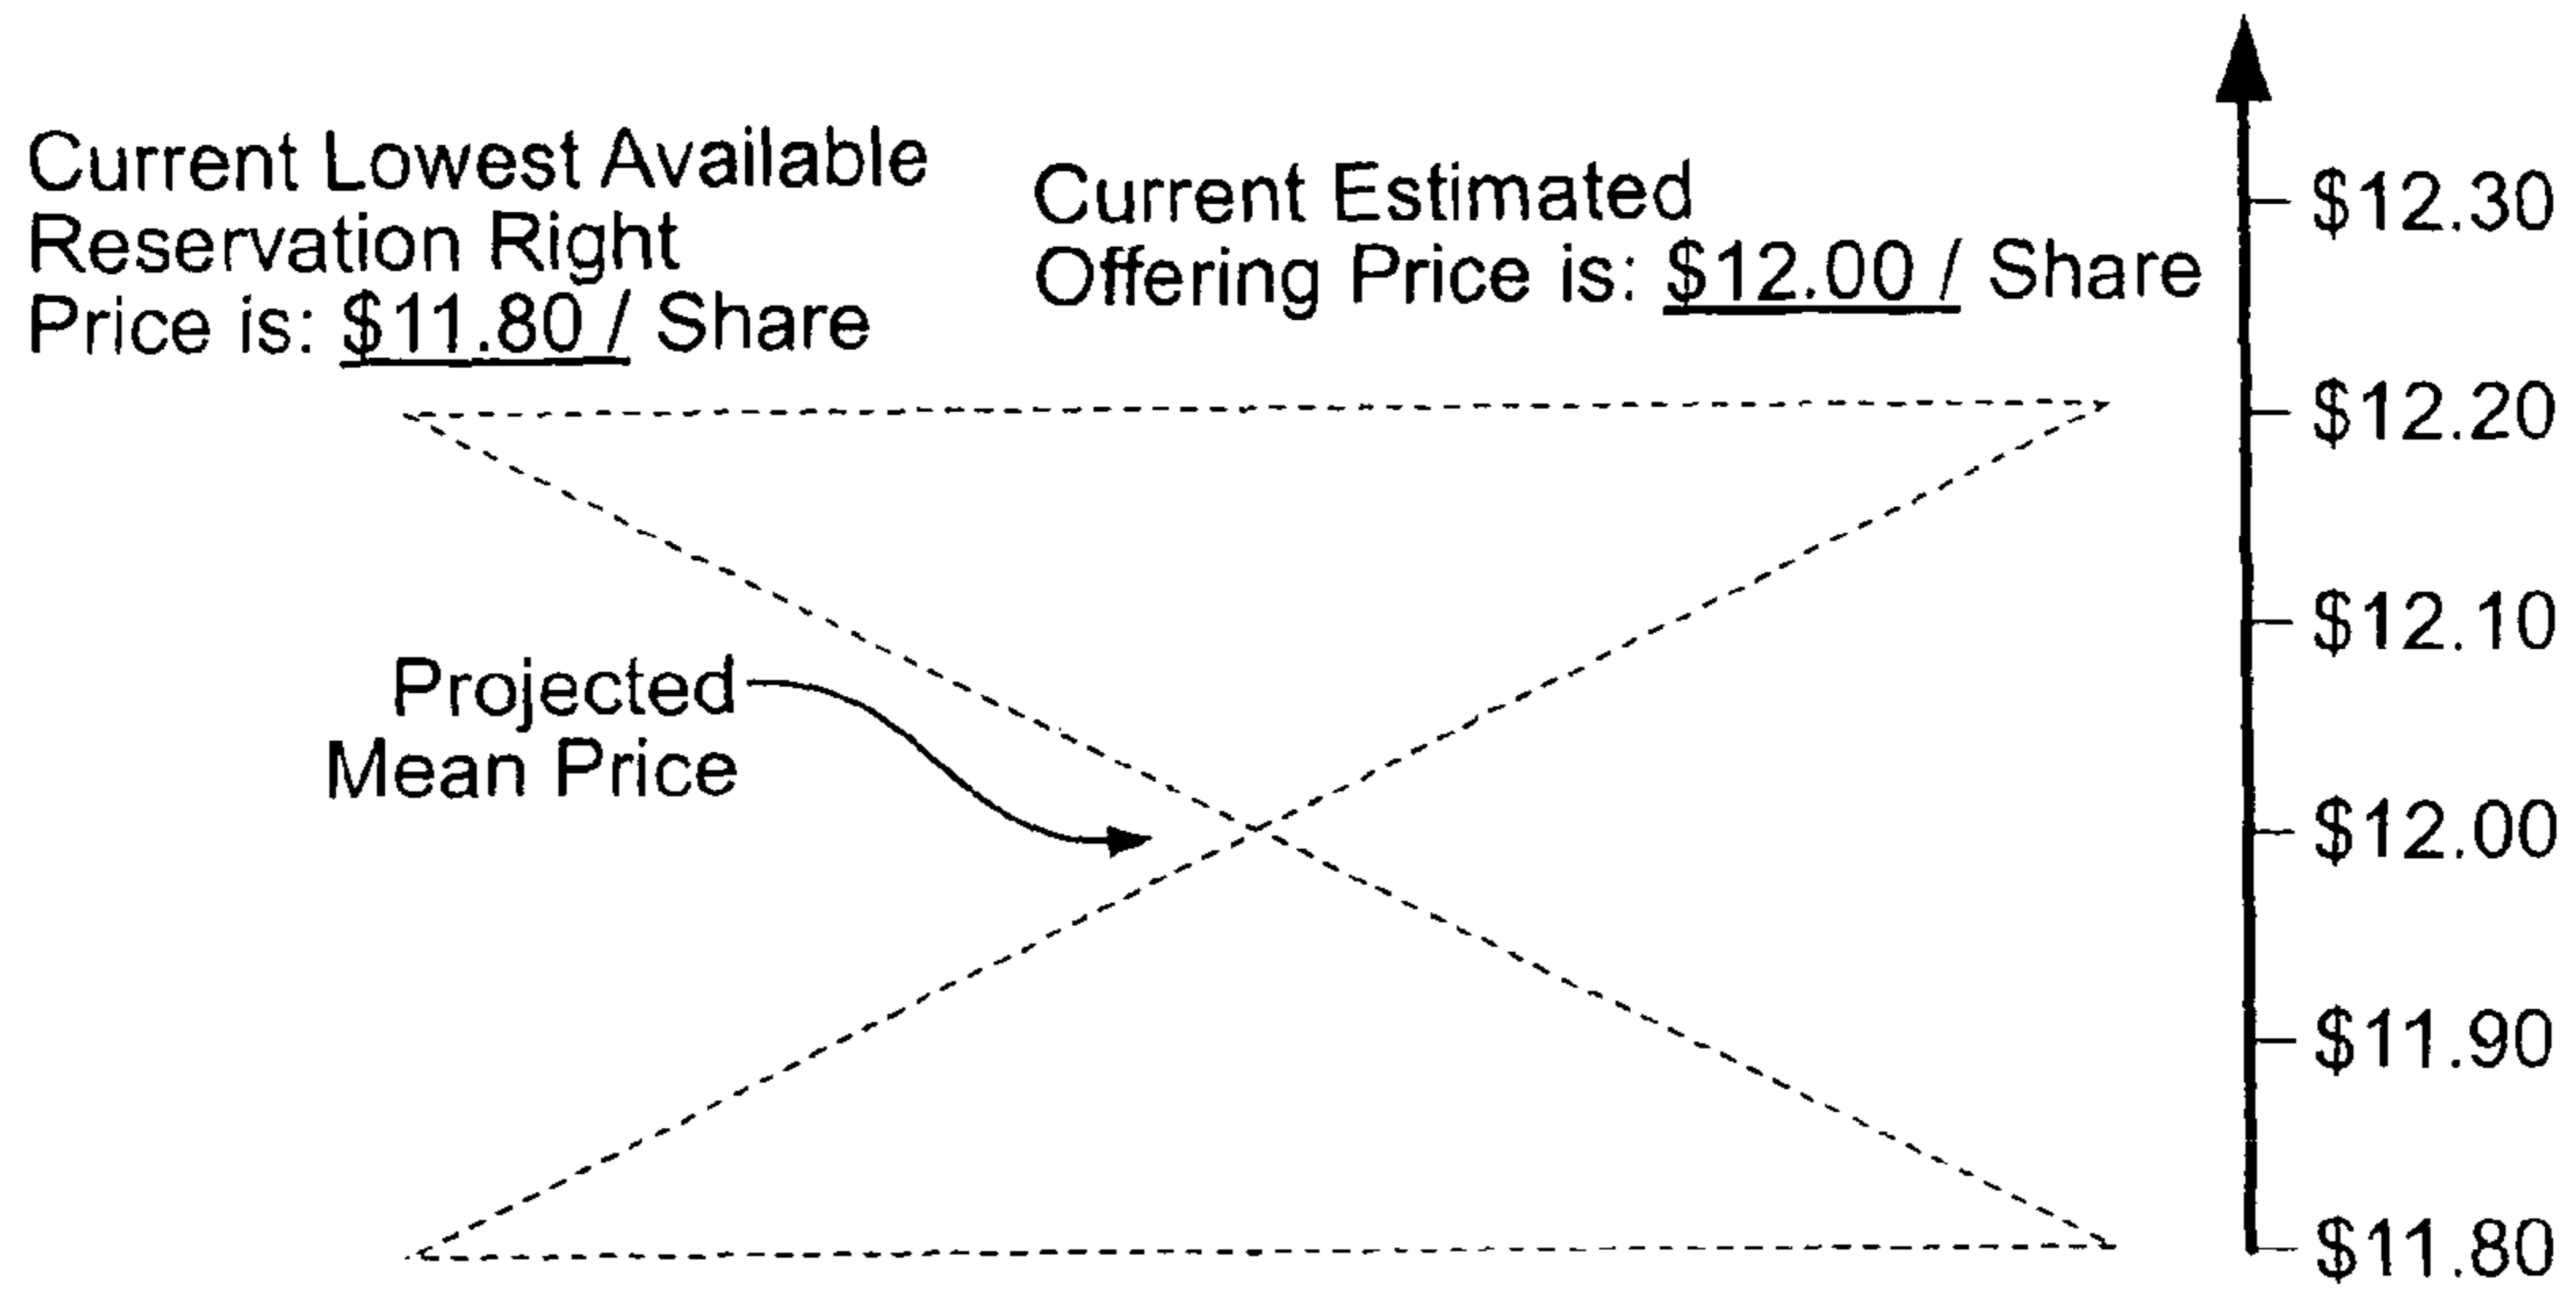 Current Lowest Available
Reservation Right
Price is: $11.80 / Share
Current Estimated
Offering Price is: $12.00 / Share
Projected
Mean Price
$12.30
$12.20
$12.10
$12.00
$11.90
$11.80